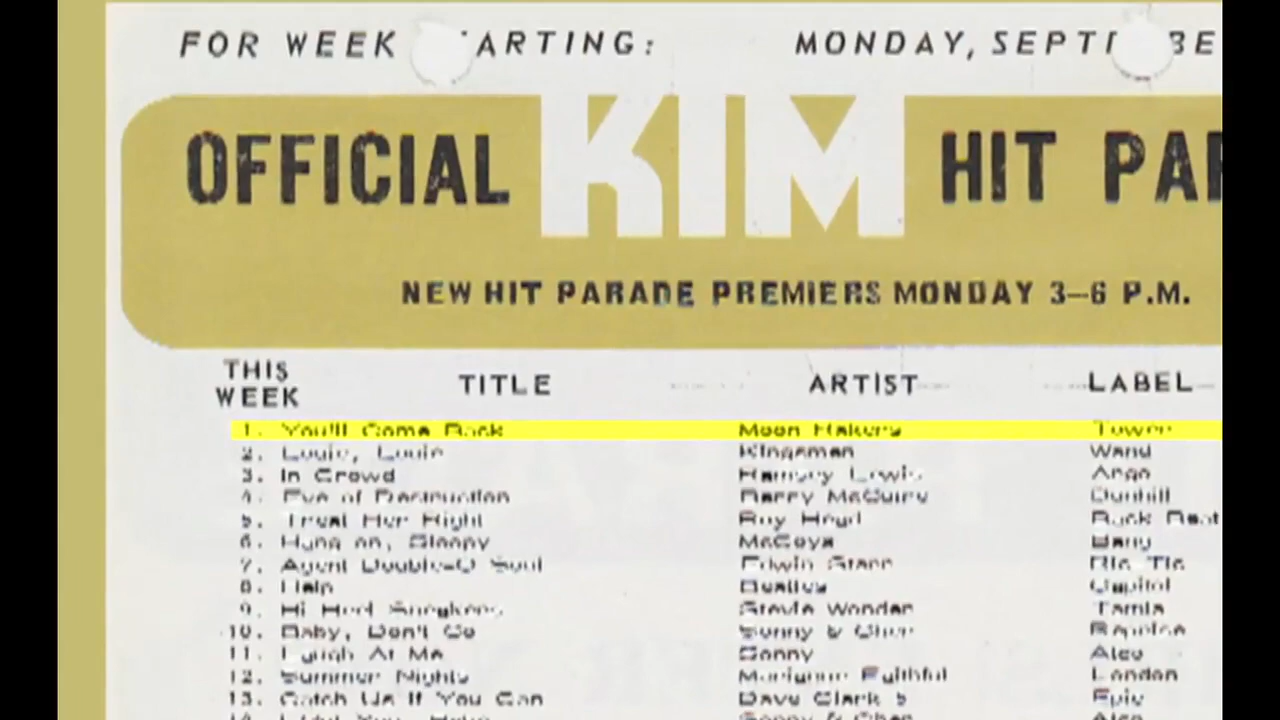 FOR WEEK ARTING: MONDAY, SEPT BE
OFFICIAL KIM HIT PAR
NEW HIT PARADE PREMIERS MONDAY 3–6 P.M.
THIS WEEK TITLE ARTIST LABEL
1. You'll Come Back Moon Rakers Tower
2. Louie, Louie Kingsmen Wand
3. In Crowd Ramsey Lewis Argo
4. Eve of Destruction Barry McGuire Dunhill
5. Treat Her Right Roy Head Back Beat
6. Hang on, Sloopy McCoys Bang
7. Agent Double-O Soul Edwin Starr Ric Tic
8. Help Beatles Capitol
9. Hi Heel Sneakers Stevie Wonder Tamla
10. Baby, Don't Go Sonny & Cher Reprise
11. Laugh At Me Sonny Atco
12. Summer Nights Marianne Faithful London
13. Catch Us If You Can Dave Clark 5 Epic